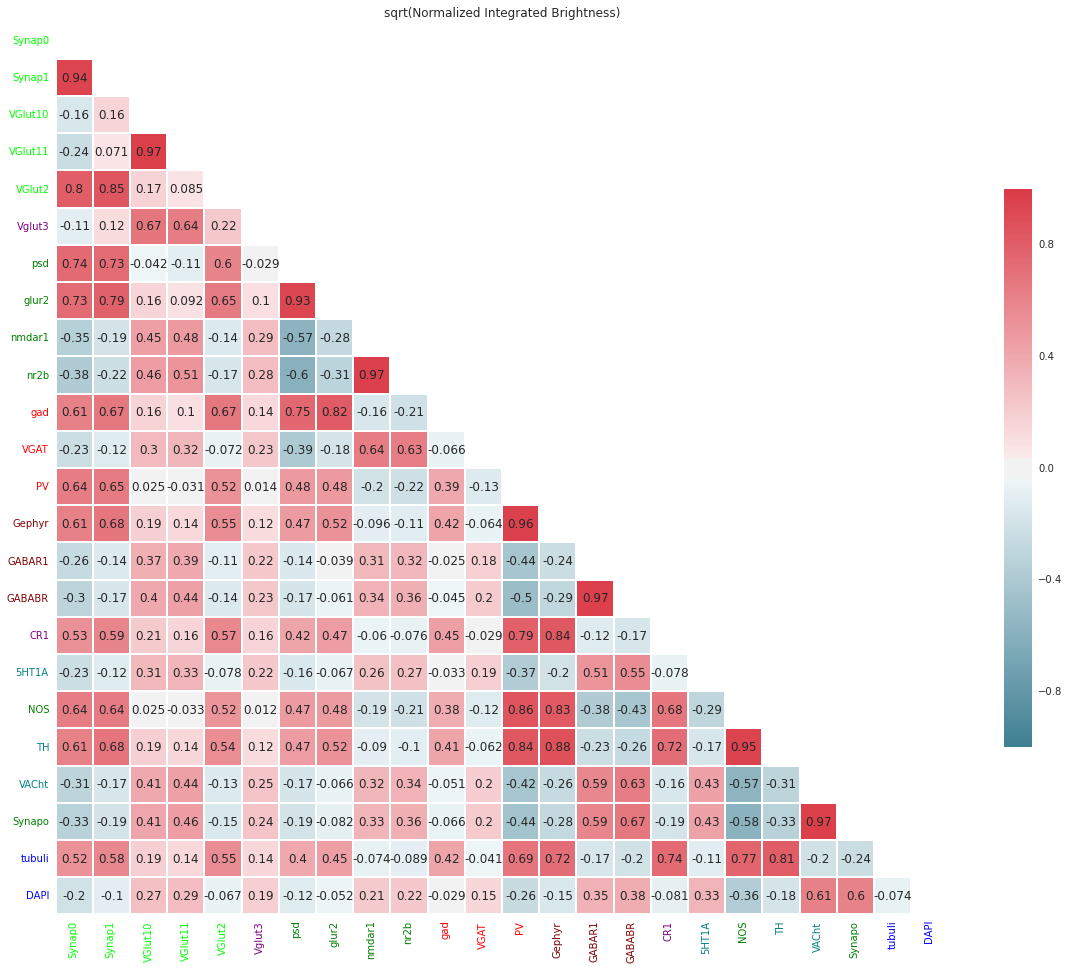 sqrt(Normalized Integrated Brightness)
Synap0
Synap1 0.94
VGlut10 -0.16 0.16
VGlut11 -0.24 0.071 0.97
VGlut2 0.8 0.85 0.17 0.085
Vglut3 -0.11 0.12 0.67 0.64 0.22
psd 0.74 0.73 -0.042 -0.11 0.6 -0.029
glur2 0.73 0.79 0.16 0.092 0.65 0.1 0.93
nmdar1 -0.35 -0.19 0.45 0.48 -0.14 0.29 -0.57 -0.28
nr2b -0.38 -0.22 0.46 0.51 -0.17 0.28 -0.6 -0.31 0.97
gad 0.61 0.67 0.16 0.1 0.67 0.14 0.75 0.82 -0.16 -0.21
VGAT -0.23 -0.12 0.3 0.32 -0.072 0.23 -0.39 -0.18 0.64 0.63 -0.066
PV 0.64 0.65 0.025 -0.031 0.52 0.014 0.48 0.48 -0.2 -0.22 0.39 -0.13
Gephyr 0.61 0.68 0.19 0.14 0.55 0.12 0.47 0.52 -0.096 -0.11 0.42 -0.064 0.96
GABAR1 -0.26 -0.14 0.37 0.39 -0.11 0.22 -0.14 -0.039 0.31 0.32 -0.025 0.18 -0.44 -0.24
GABABR -0.3 -0.17 0.4 0.44 -0.14 0.23 -0.17 -0.061 0.34 0.36 -0.045 0.2 -0.5 -0.29 0.97
CR1 0.53 0.59 0.21 0.16 0.57 0.16 0.42 0.47 -0.06 -0.076 0.45 -0.029 0.79 0.84 -0.12 -0.17
5HT1A -0.23 -0.12 0.31 0.33 -0.078 0.22 -0.16 -0.067 0.26 0.27 -0.033 0.19 -0.37 -0.2 0.51 0.55 -0.078
NOS 0.64 0.64 0.025 -0.033 0.52 0.012 0.47 0.48 -0.19 -0.21 0.38 -0.12 0.86 0.83 -0.38 -0.43 0.68 -0.29
TH 0.61 0.68 0.19 0.14 0.54 0.12 0.47 0.52 -0.09 -0.1 0.41 -0.062 0.84 0.88 -0.23 -0.26 0.72 -0.17 0.95
VACht -0.31 -0.17 0.41 0.44 -0.13 0.25 -0.17 -0.066 0.32 0.34 -0.051 0.2 -0.42 -0.26 0.59 0.63 -0.16 0.43 -0.57 -0.31
Synapo -0.33 -0.19 0.41 0.46 -0.15 0.24 -0.19 -0.082 0.33 0.36 -0.066 0.2 -0.44 -0.28 0.59 0.67 -0.19 0.43 -0.58 -0.33 0.97
tubuli 0.52 0.58 0.19 0.14 0.55 0.14 0.4 0.45 -0.074 -0.089 0.42 -0.041 0.69 0.72 -0.17 -0.2 0.74 -0.11 0.77 0.81 -0.2 -0.24
DAPI -0.2 -0.1 0.27 0.29 -0.067 0.19 -0.12 -0.052 0.21 0.22 -0.029 0.15 -0.26 -0.15 0.35 0.38 -0.081 0.33 -0.36 -0.18 0.61 0.6 -0.074
Synap0 Synap1 VGlut10 VGlut11 VGlut2 Vglut3 psd glur2 nmdar1 nr2b gad VGAT PV Gephyr GABAR1 GABABR CR1 5HT1A NOS TH VACht Synapo tubuli DAPI
0.8
0.4
0.0
−0.4
−0.8